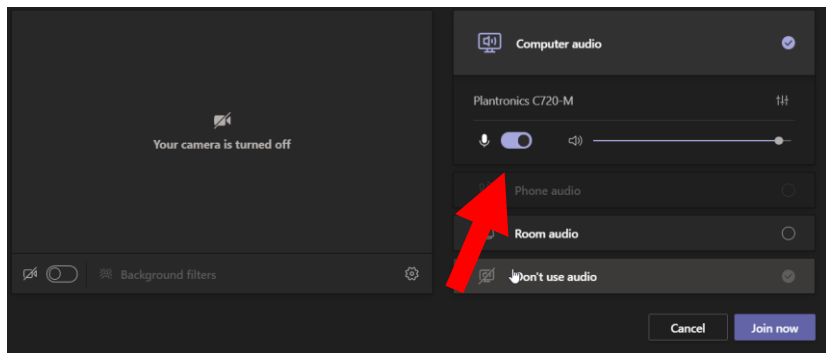 Your camera is turned off
Background filters
Computer audio
Plantronics C720-M
Phone audio
Room audio
Don't use audio
Cancel
Join now